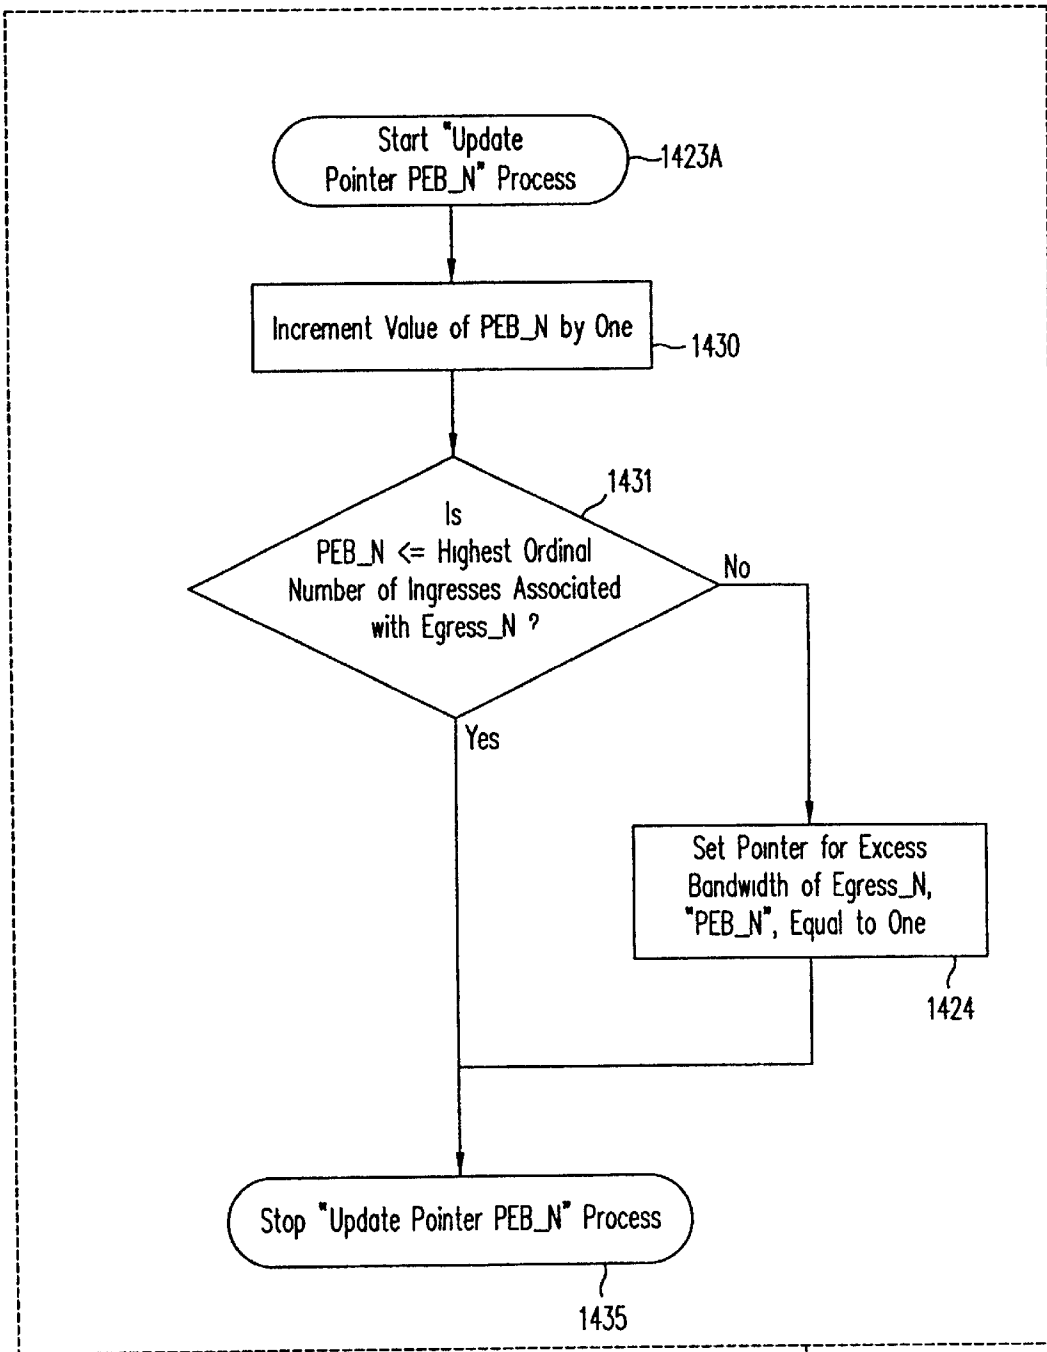 Start "Update
Pointer PEB_N" Process
1423A
Increment Value of PEB_N by One
1430
1431
Is
PEB_N <= Highest Ordinal
Number of Ingresses Associated
with Egress_N ?
No
Yes
Set Pointer for Excess
Bandwidth of Egress_N,
"PEB_N", Equal to One
1424
Stop "Update Pointer PEB_N" Process
1435